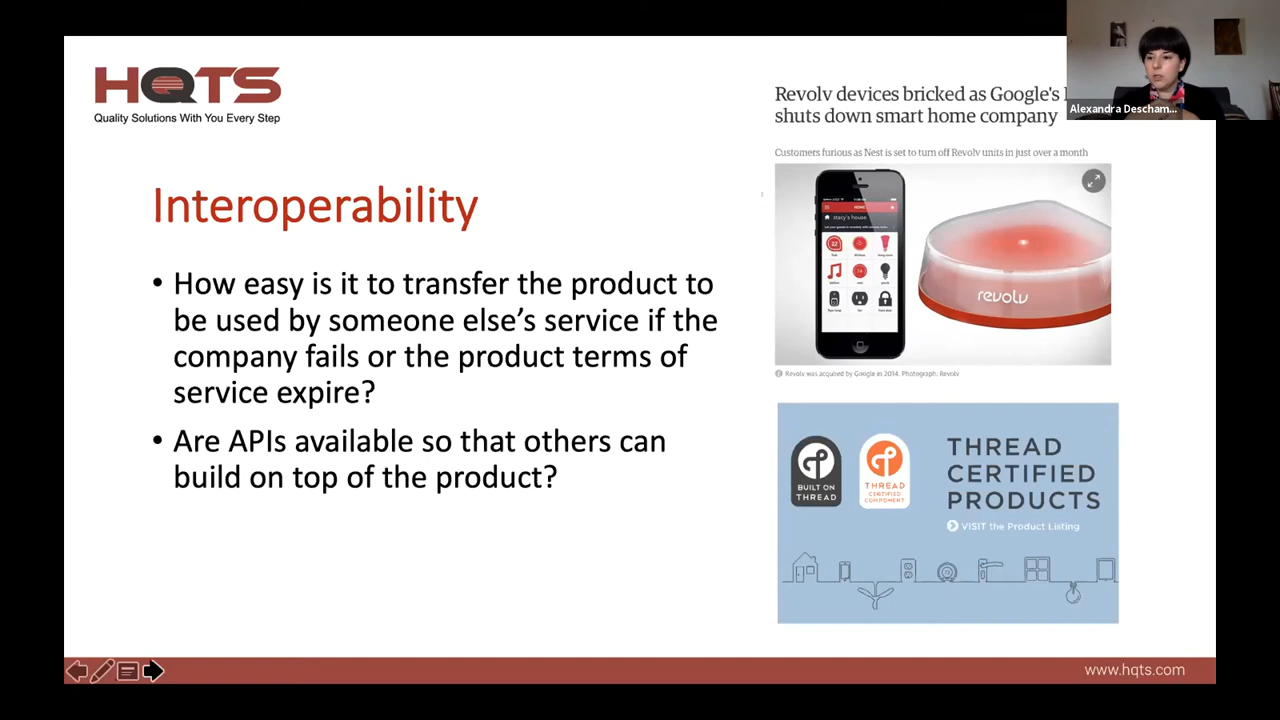 HQTS
Quality Solutions With You Every Step
Interoperability
• How easy is it to transfer the product to
be used by someone else's service if the
company fails or the product terms of
service expire?
• Are APIs available so that others can
build on top of the product?
Revolv devices bricked as Google's
shuts down smart home company
Customers furious as Nest is set to turn off Revolv units in just over a month
HOME
stacy's house
revolv
Revolv was acquired by Google in 2014. Photograph: Revolv
BUILT ON
THREAD
THREAD
CERTIFIED
COMPONENT
THREAD
CERTIFIED
PRODUCTS
VISIT the Product Listing
Alexandra Descham...
www.hqts.com